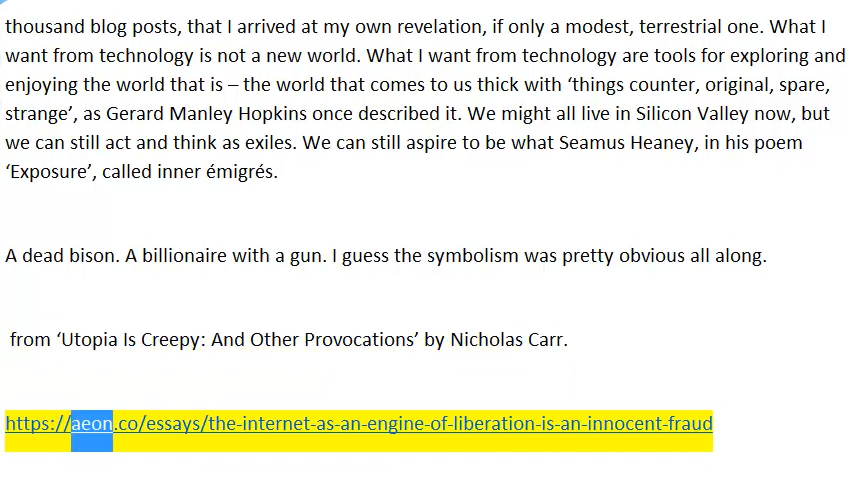 thousand blog posts, that I arrived at my own revelation, if only a modest, terrestrial one. What I
want from technology is not a new world. What I want from technology are tools for exploring and
enjoying the world that is – the world that comes to us thick with ‘things counter, original, spare,
strange’, as Gerard Manley Hopkins once described it. We might all live in Silicon Valley now, but
we can still act and think as exiles. We can still aspire to be what Seamus Heaney, in his poem
‘Exposure’, called inner émigrés.
A dead bison. A billionaire with a gun. I guess the symbolism was pretty obvious all along.
from ‘Utopia Is Creepy: And Other Provocations’ by Nicholas Carr.
https://aeon.co/essays/the-internet-as-an-engine-of-liberation-is-an-innocent-fraud